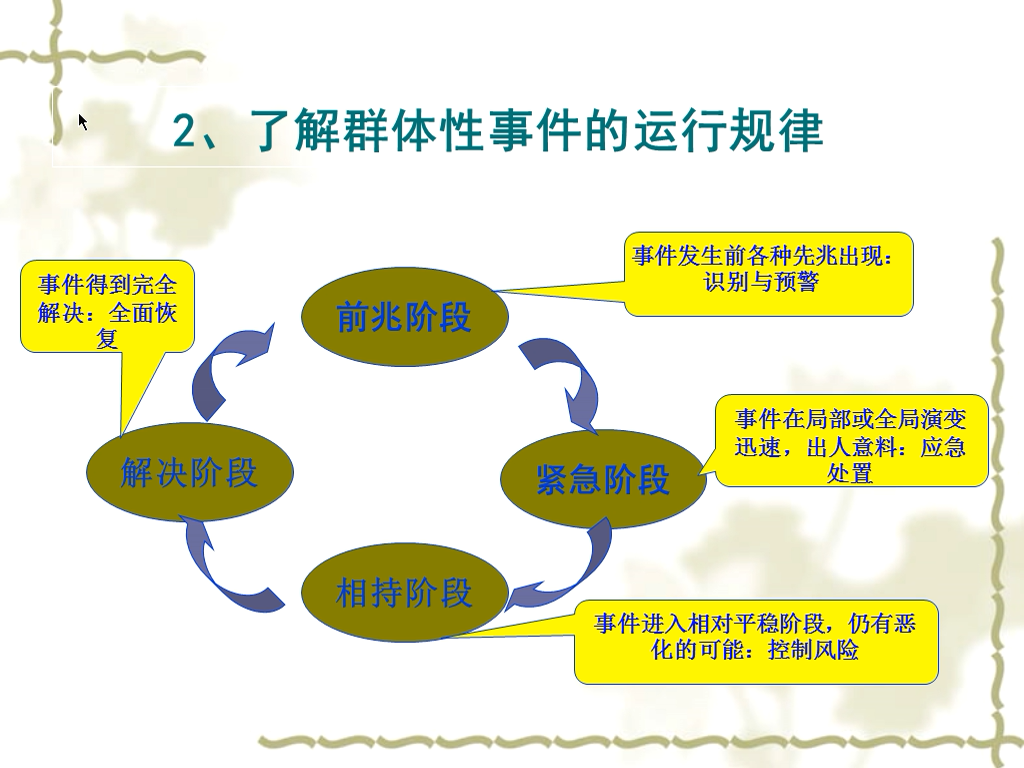 2、了解群体性事件的运行规律
事件发生前各种先兆出现：
识别与预警
事件得到完全
解决：全面恢
复
前兆阶段
事件在局部或全局演变
迅速，出人意料：应急
处置
解决阶段
紧急阶段
相持阶段
事件进入相对平稳阶段，仍有恶
化的可能：控制风险